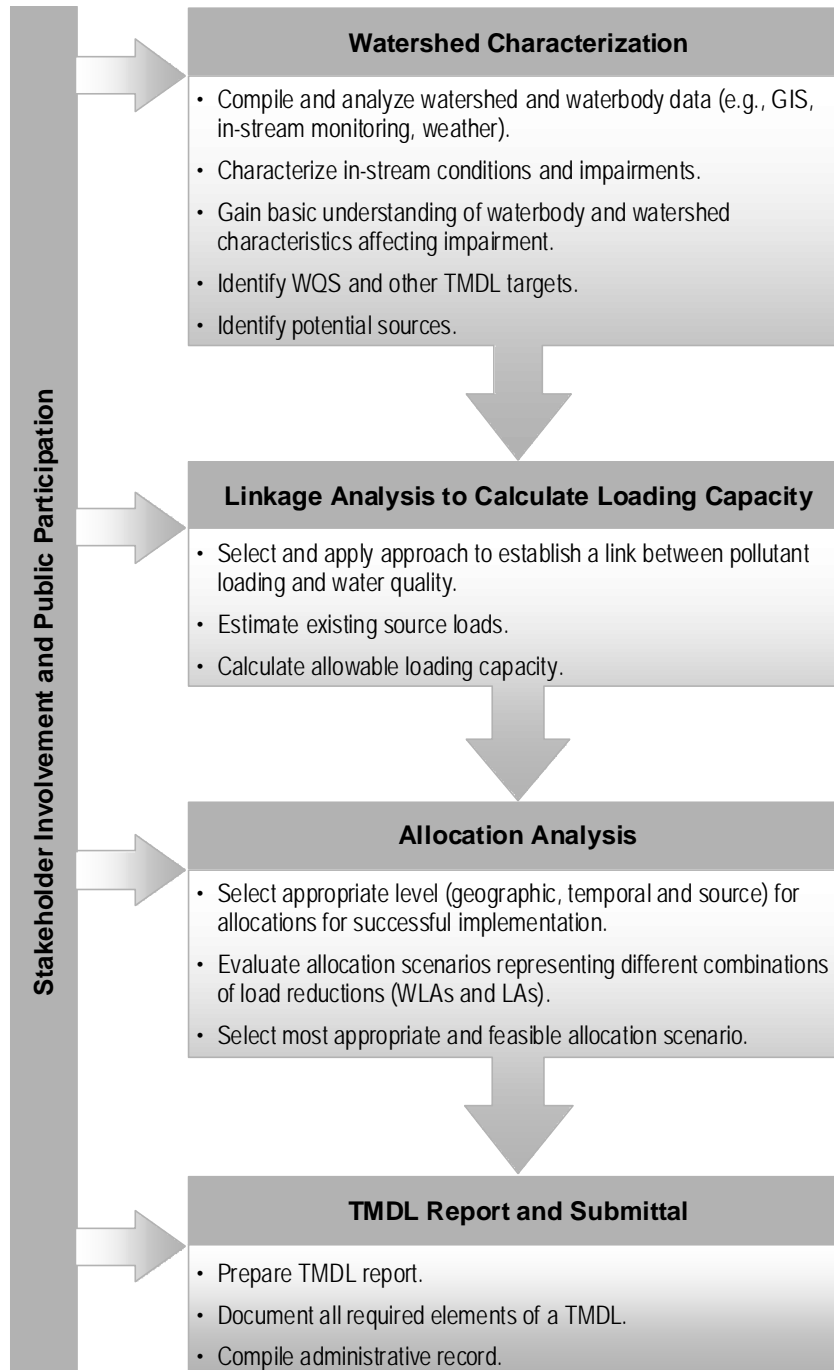 Stakeholder Involvement and Public Participation
Watershed Characterization
• Compile and analyze watershed and waterbody data (e.g., GIS,
in-stream monitoring, weather).
• Characterize in-stream conditions and impairments.
• Gain basic understanding of waterbody and watershed
characteristics affecting impairment.
• Identify WQS and other TMDL targets.
• Identify potential sources.
Linkage Analysis to Calculate Loading Capacity
• Select and apply approach to establish a link between pollutant
loading and water quality.
• Estimate existing source loads.
• Calculate allowable loading capacity.
Allocation Analysis
• Select appropriate level (geographic, temporal and source) for
allocations for successful implementation.
• Evaluate allocation scenarios representing different combinations
of load reductions (WLAs and LAs).
• Select most appropriate and feasible allocation scenario.
TMDL Report and Submittal
• Prepare TMDL report.
• Document all required elements of a TMDL.
• Compile administrative record.